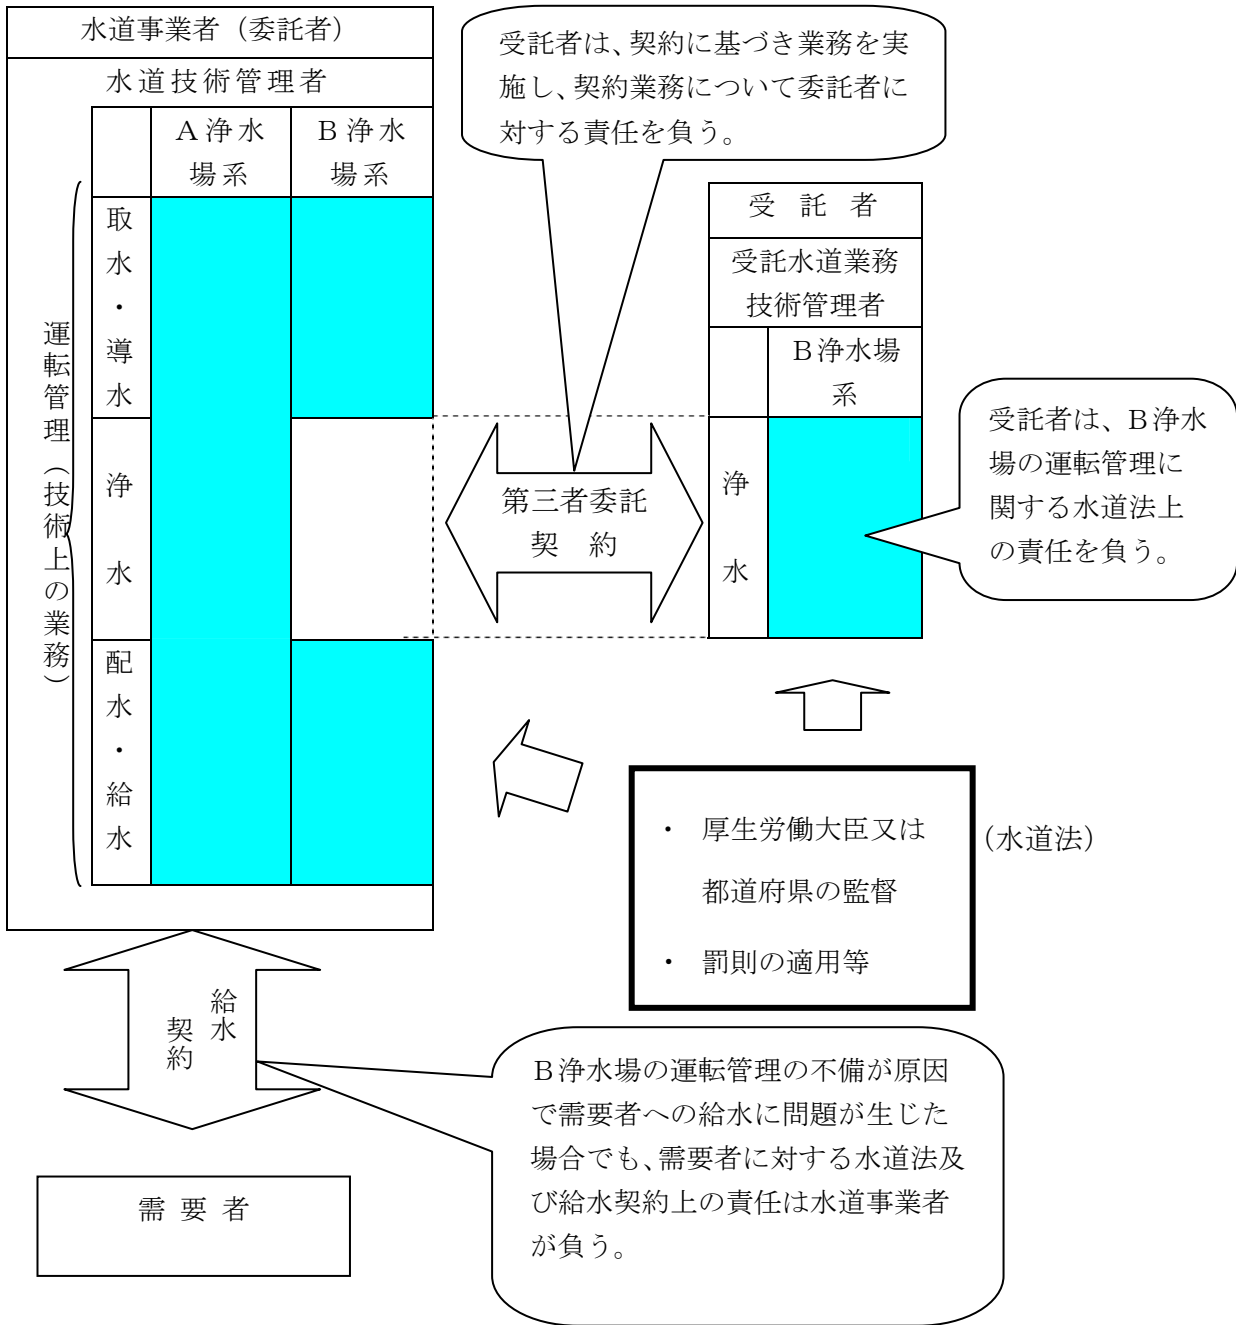 水道事業者（委託者）
水道技術管理者
A浄水
場系
B浄水
場系
運転管理（技術上の業務）
取水・導水
浄水
配水・給水
受託者は、契約に基づき業務を実
施し、契約業務について委託者に
対する責任を負う。
第三者委託
契　約
受　託　者
受託水道業務
技術管理者
B浄水場
系
浄水
受託者は、B浄水
場の運転管理に
関する水道法上
の責任を負う。
・　厚生労働大臣又は
都道府県の監督
・　罰則の適用等
（水道法）
給水
契約
B浄水場の運転管理の不備が原因
で需要者への給水に問題が生じた
場合でも、需要者に対する水道法及
び給水契約上の責任は水道事業者
が負う。
需　要　者